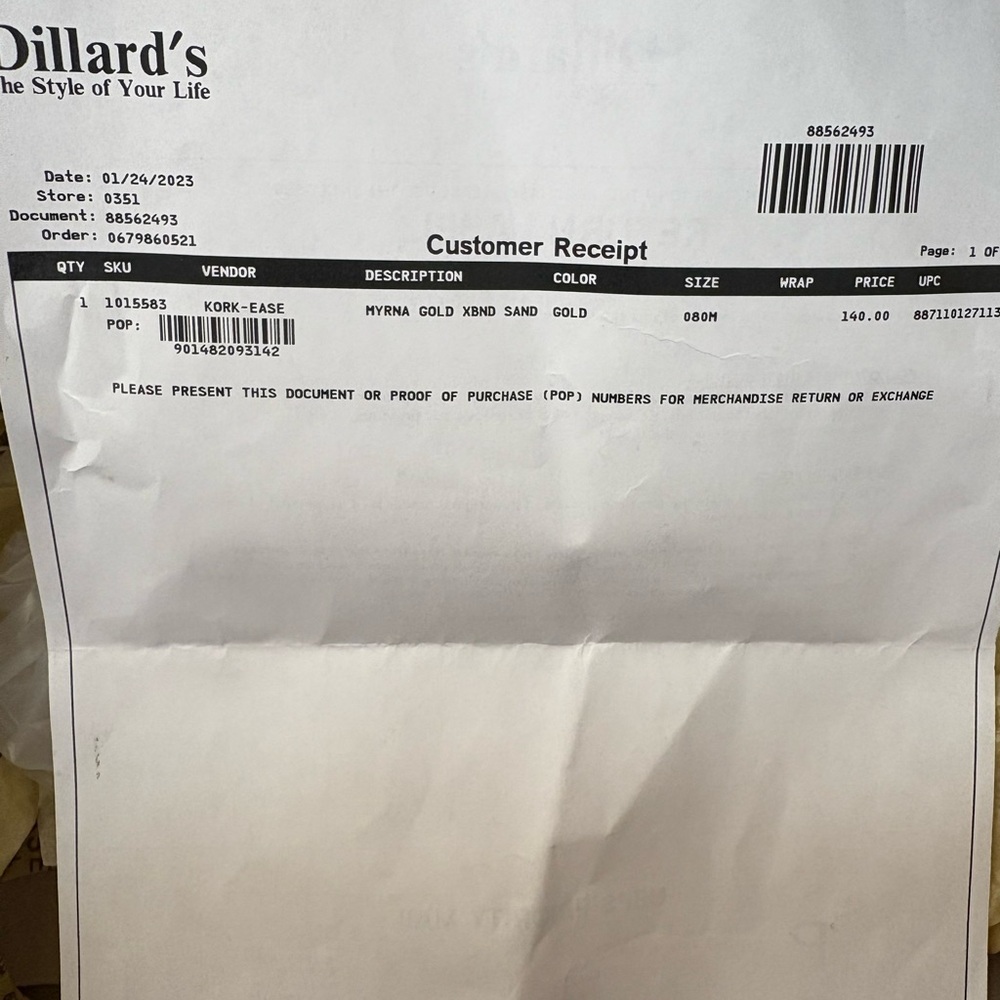 Dillard's
The Style of Your Life
88562493
Date: 01/24/2023
Store: 0351
Document: 88562493
Order: 0679860521
Customer Receipt
Page: 1 OF
QTY SKU VENDOR DESCRIPTION COLOR SIZE WRAP PRICE UPC
1 1015583 KORK-EASE MYRNA GOLD XBND SAND GOLD 080M 140.00 887110127113
POP:
901482093142
PLEASE PRESENT THIS DOCUMENT OR PROOF OF PURCHASE (POP) NUMBERS FOR MERCHANDISE RETURN OR EXCHANGE